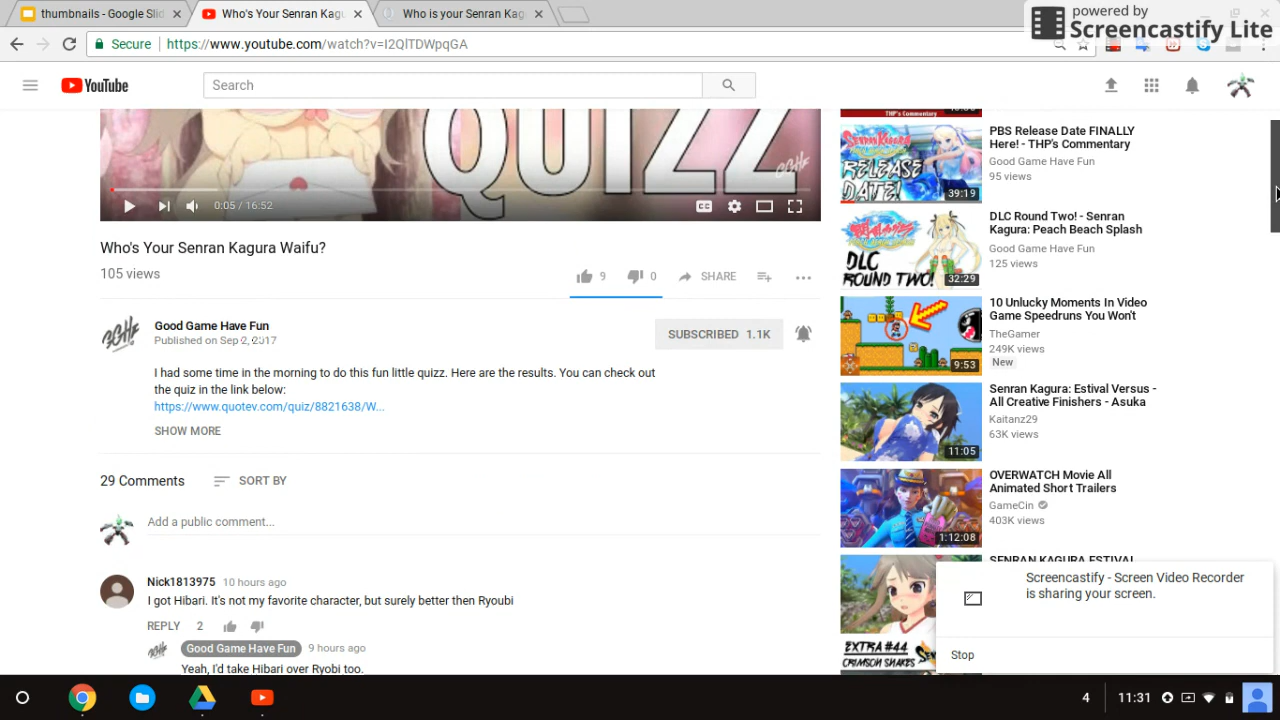 thumbnails - Google Slid
Who's Your Senran Kagu
Who is your Senran Kag
powered by
Screencastify Lite
Secure
https://www.youtube.com/watch?v=I2QIhDWpqGA
YouTube
Search
QUIZZ
GGHF
0:05 / 16:52
CC
Who's Your Senran Kagura Waifu?
105 views
9
0
SHARE
Good Game Have Fun
Published on Sep 2, 2017
SUBSCRIBED 1.1K
I had some time in the morning to do this fun little quizz. Here are the results. You can check out
the quiz in the link below:
https://www.quotev.com/quiz/8821638/W...
SHOW MORE
29 Comments
SORT BY
Add a public comment...
Nick1813975 10 hours ago
I got Hibari. It's not my favorite character, but surely better then Ryoubi
REPLY 2
Good Game Have Fun 9 hours ago
Yeah, I'd take Hibari over Ryobi too.
THP's Commentary
SENRAN KAGURA
RELEASE
DATE!
39:19
PBS Release Date FINALLY
Here! - THP's Commentary
Good Game Have Fun
95 views
DLC
ROUND TWO!
32:29
DLC Round Two! - Senran
Kagura: Peach Beach Splash
Good Game Have Fun
125 views
9:53
10 Unlucky Moments In Video
Game Speedruns You Won't
TheGamer
249K views
New
11:05
Senran Kagura: Estival Versus -
All Creative Finishers - Asuka
Kaitanz29
63K views
1:12:08
OVERWATCH Movie All
Animated Short Trailers
GameCin
403K views
EXTRA #44
CRIMSON SNAKES
SENRAN KAGURA ESTIVAL
Screencastify - Screen Video Recorder
is sharing your screen.
Stop
4
11:31